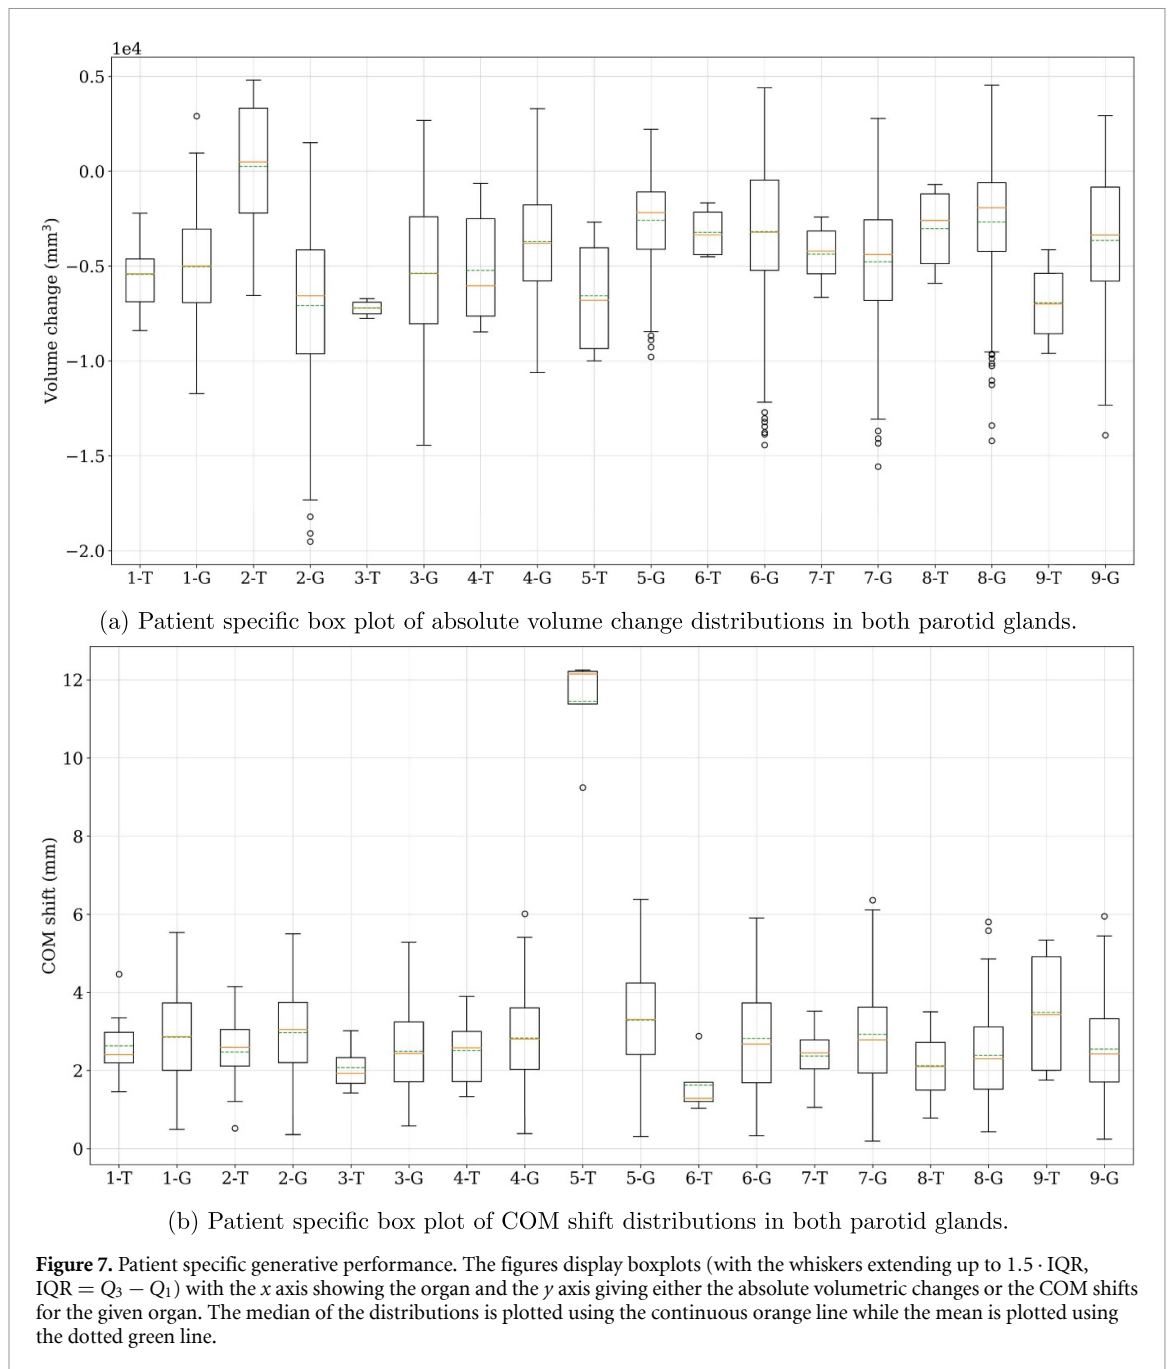 1e4
0.5
0.0
−0.5
−1.0
−1.5
−2.0
Volume change (mm³)
1-T 1-G 2-T 2-G 3-T 3-G 4-T 4-G 5-T 5-G 6-T 6-G 7-T 7-G 8-T 8-G 9-T 9-G
(a) Patient specific box plot of absolute volume change distributions in both parotid glands.
12
10
8
6
4
2
0
COM shift (mm)
1-T 1-G 2-T 2-G 3-T 3-G 4-T 4-G 5-T 5-G 6-T 6-G 7-T 7-G 8-T 8-G 9-T 9-G
(b) Patient specific box plot of COM shift distributions in both parotid glands.
Figure 7. Patient specific generative performance. The figures display boxplots (with the whiskers extending up to 1.5 · IQR,
IQR = Q₃ − Q₁) with the x axis showing the organ and the y axis giving either the absolute volumetric changes or the COM shifts
for the given organ. The median of the distributions is plotted using the continuous orange line while the mean is plotted using
the dotted green line.